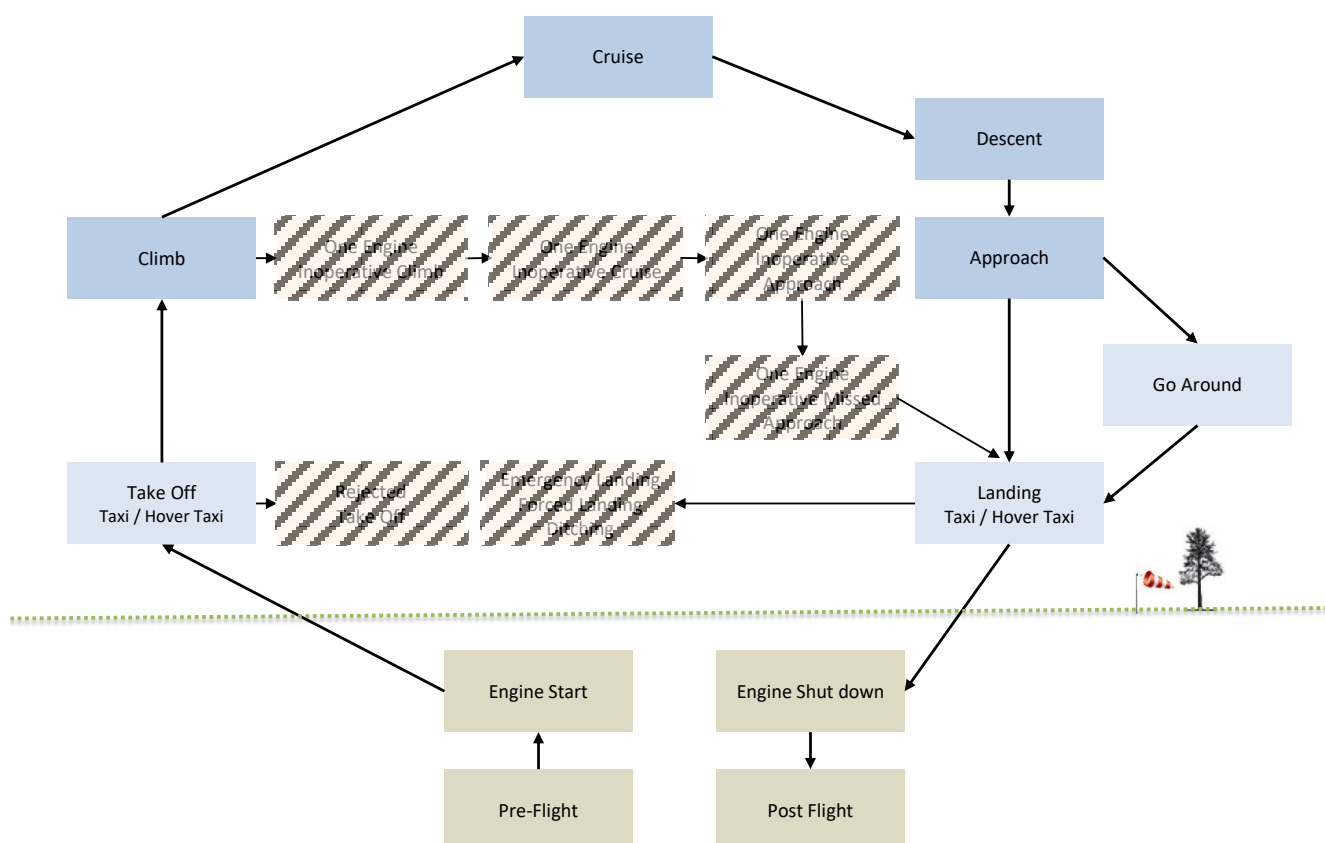 Cruise
Descent
Climb
One Engine
Inoperative Climb
One Engine
Inoperative Cruise
One Engine
Inoperative
Approach
Approach
One Engine
Inoperative Missed
Approach
Go Around
Take Off
Taxi / Hover Taxi
Rejected
Take Off
Emergency Landing
Forced Landing
Ditching
Landing
Taxi / Hover Taxi
Engine Start
Engine Shut down
Pre-Flight
Post Flight